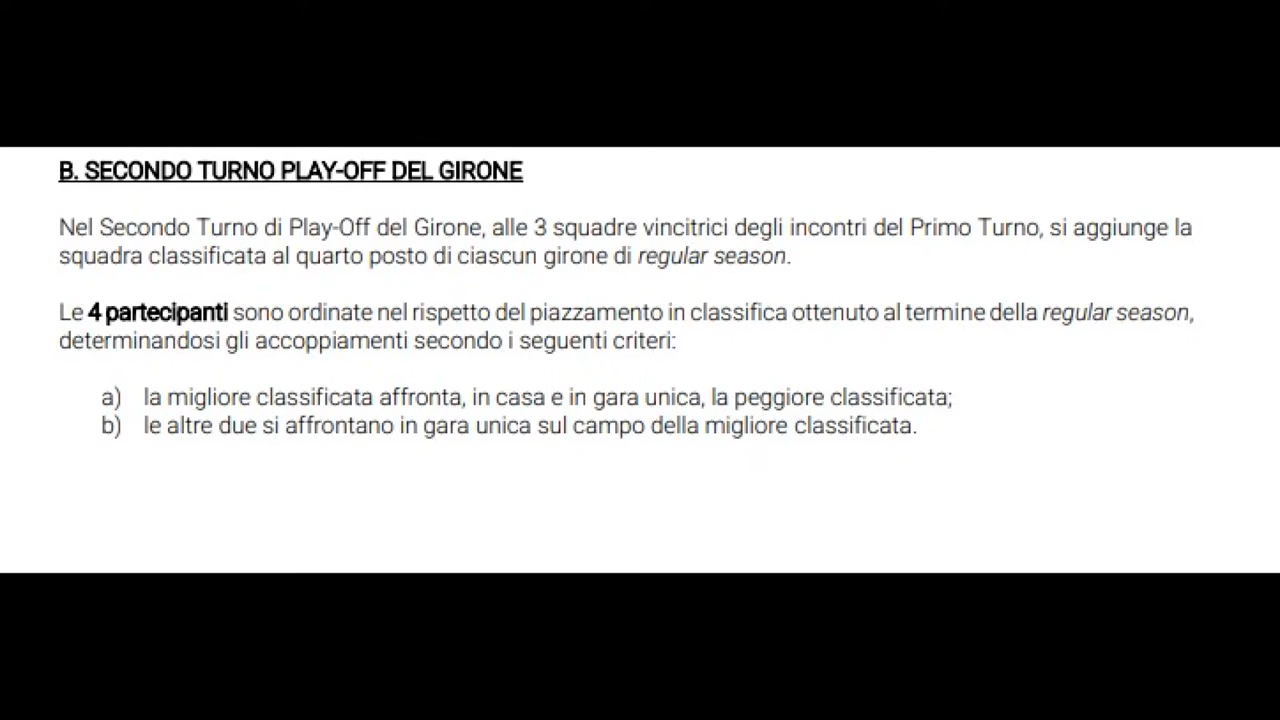 B. SECONDO TURNO PLAY-OFF DEL GIRONE
Nel Secondo Turno di Play-Off del Girone, alle 3 squadre vincitrici degli incontri del Primo Turno, si aggiunge la
squadra classificata al quarto posto di ciascun girone di regular season.
Le 4 partecipanti sono ordinate nel rispetto del piazzamento in classifica ottenuto al termine della regular season,
determinandosi gli accoppiamenti secondo i seguenti criteri:
a) la migliore classificata affronta, in casa e in gara unica, la peggiore classificata;
b) le altre due si affrontano in gara unica sul campo della migliore classificata.